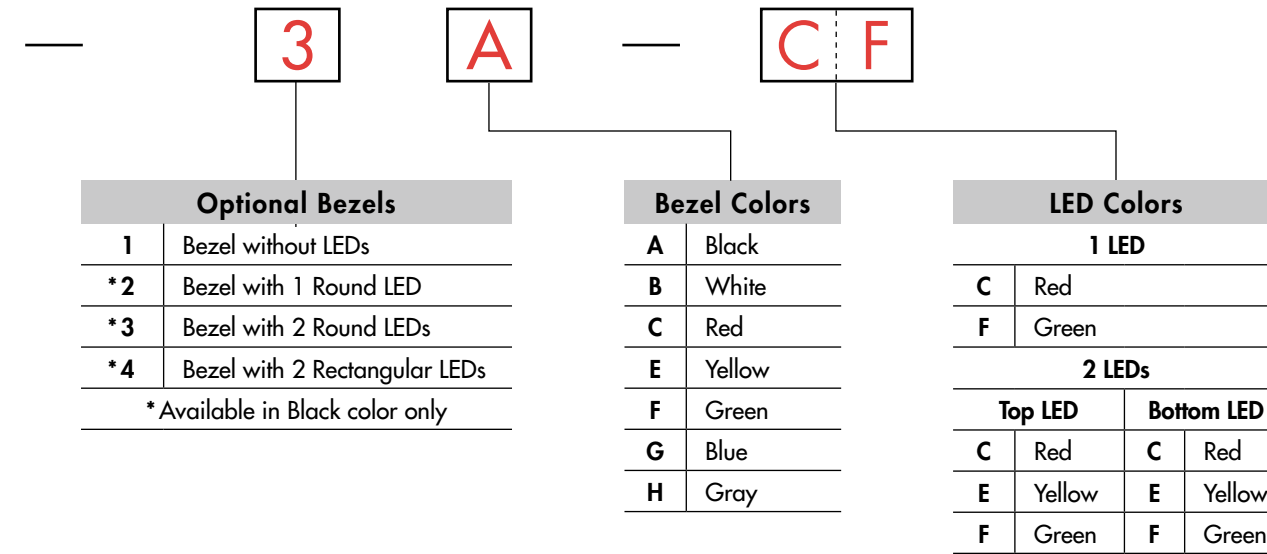 — 3 A — C F
Optional Bezels
1 Bezel without LEDs
*2 Bezel with 1 Round LED
*3 Bezel with 2 Round LEDs
*4 Bezel with 2 Rectangular LEDs
*Available in Black color only
Bezel Colors
A Black
B White
C Red
E Yellow
F Green
G Blue
H Gray
LED Colors
1 LED
C Red
F Green
2 LEDs
Top LED Bottom LED
C Red C Red
E Yellow E Yellow
F Green F Green